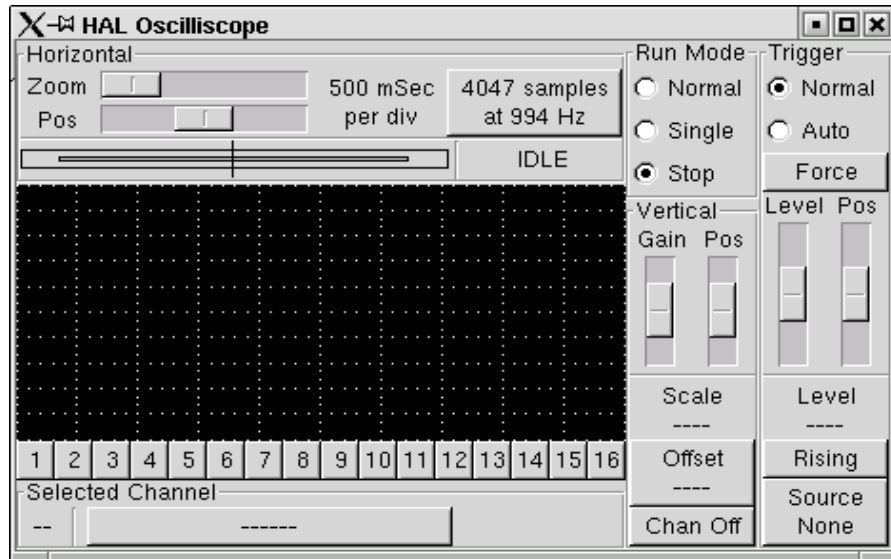 HAL Oscilliscope
Horizontal
Zoom
Pos
500 mSec
per div
4047 samples
at 994 Hz
IDLE
Run Mode
Normal
Single
Stop
Trigger
Normal
Auto
Force
Level Pos
Vertical
Gain Pos
Scale
----
Offset
----
Chan Off
Level
----
Rising
Source
None
1 2 3 4 5 6 7 8 9 10 11 12 13 14 15 16
Selected Channel
--
------